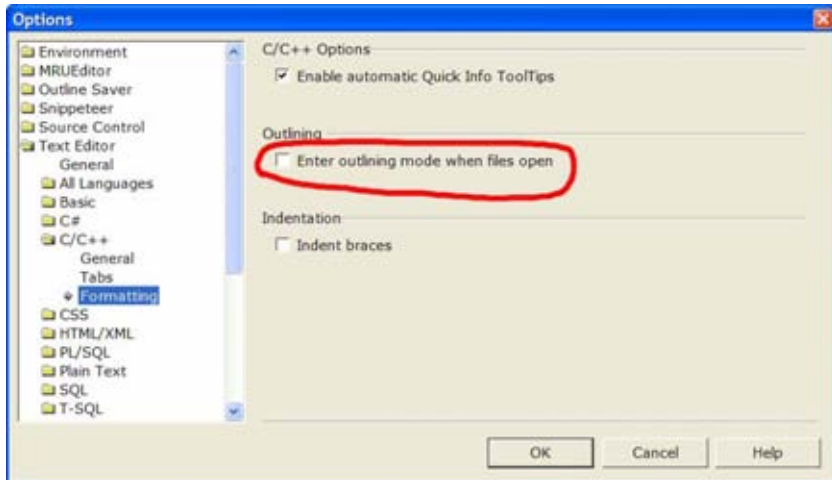 Options
Environment
MRUEditor
Outline Saver
Snippeteer
Source Control
Text Editor
General
All Languages
Basic
C#
C/C++
General
Tabs
Formatting
CSS
HTML/XML
PL/SQL
Plain Text
SQL
T-SQL
C/C++ Options
Enable automatic Quick Info ToolTips
Outlining
Enter outlining mode when files open
Indentation
Indent braces
OK Cancel Help